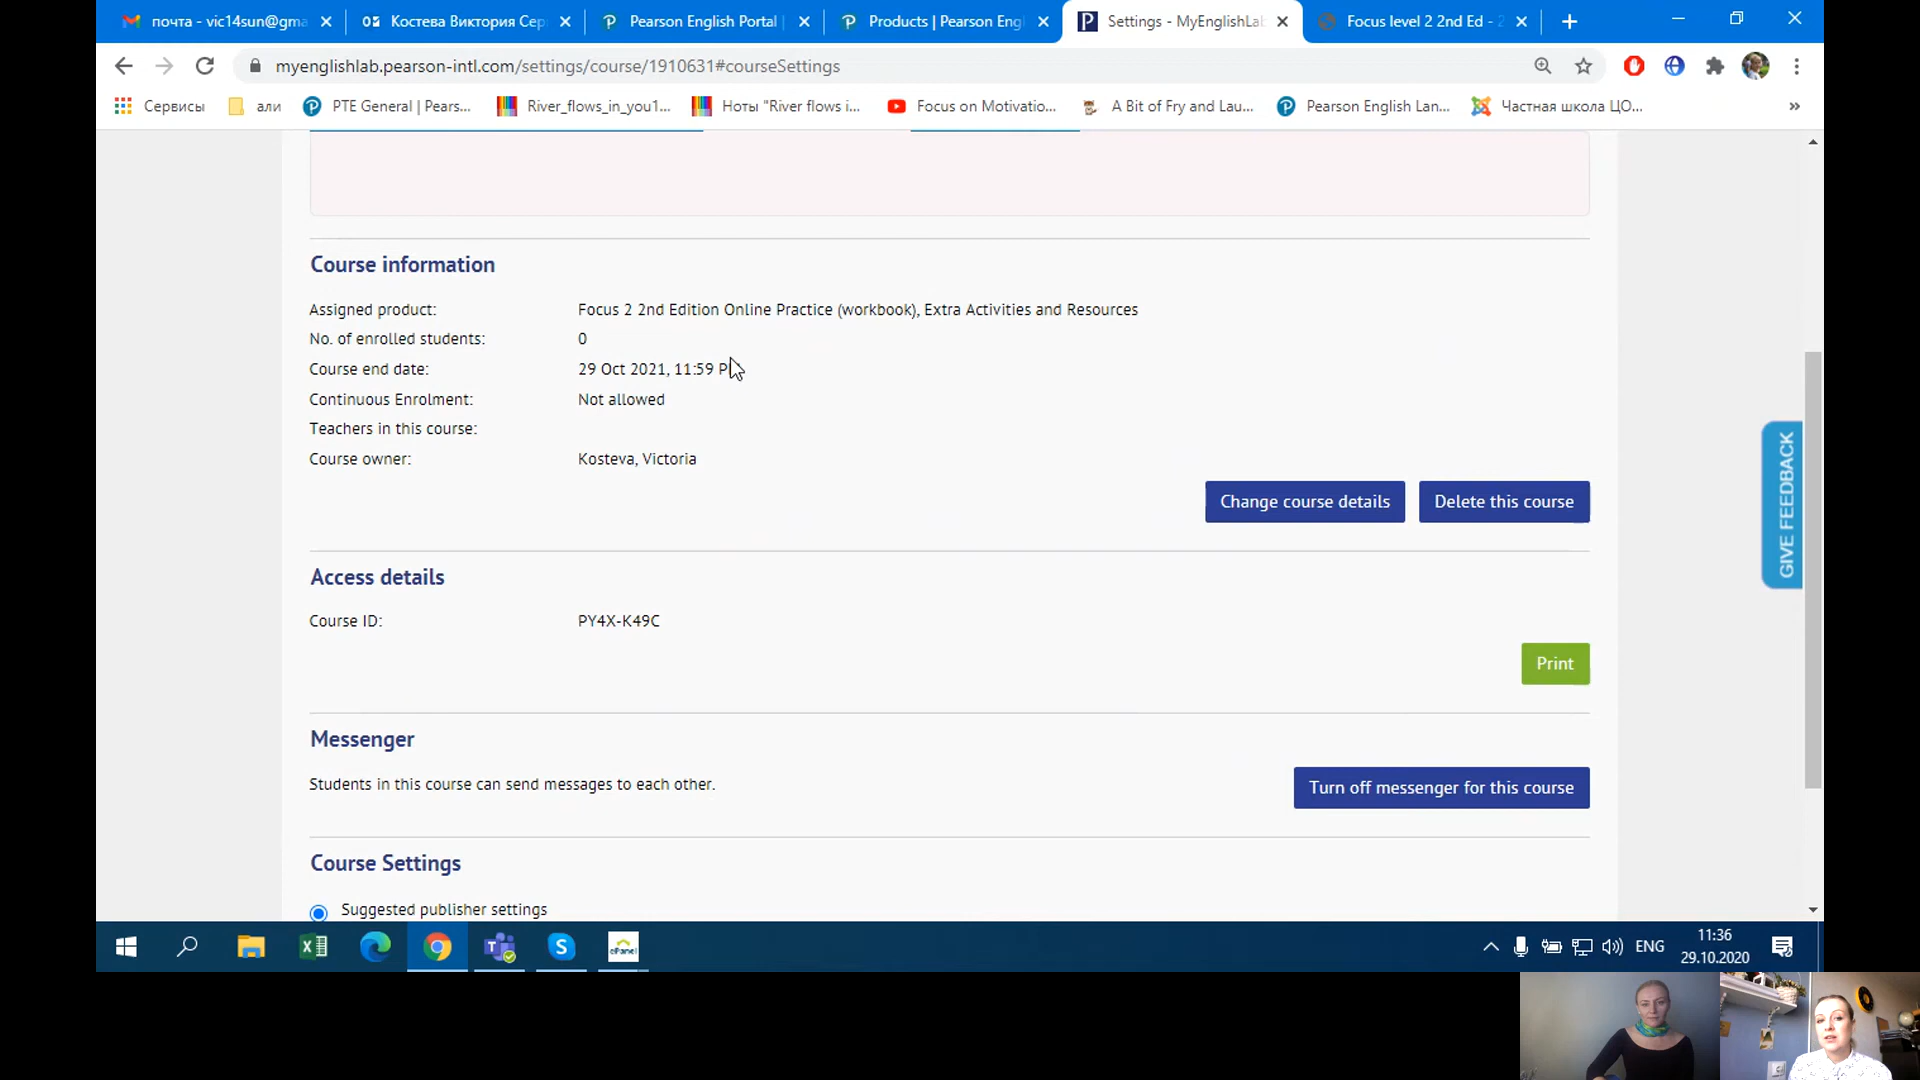 почта - vic14sun@gma
Костева Виктория Сер
Pearson English Portal
Products | Pearson Eng
Settings - MyEnglishLab
Focus level 2 2nd Ed - 2
myenglishlab.pearson-intl.com/settings/course/1910631#courseSettings
Сервисы
али
PTE General | Pears...
River_flows_in_you1...
Ноты "River flows i...
Focus on Motivatio...
A Bit of Fry and Lau...
Pearson English Lan...
Частная школа ЦО...
Course information
Assigned product: Focus 2 2nd Edition Online Practice (workbook), Extra Activities and Resources
No. of enrolled students: 0
Course end date: 29 Oct 2021, 11:59 P
Continuous Enrolment: Not allowed
Teachers in this course:
Course owner: Kosteva, Victoria
Change course details
Delete this course
GIVE FEEDBACK
Access details
Course ID: PY4X-K49C
Print
Messenger
Students in this course can send messages to each other.
Turn off messenger for this course
Course Settings
Suggested publisher settings
ePanel
ENG
11:36
29.10.2020